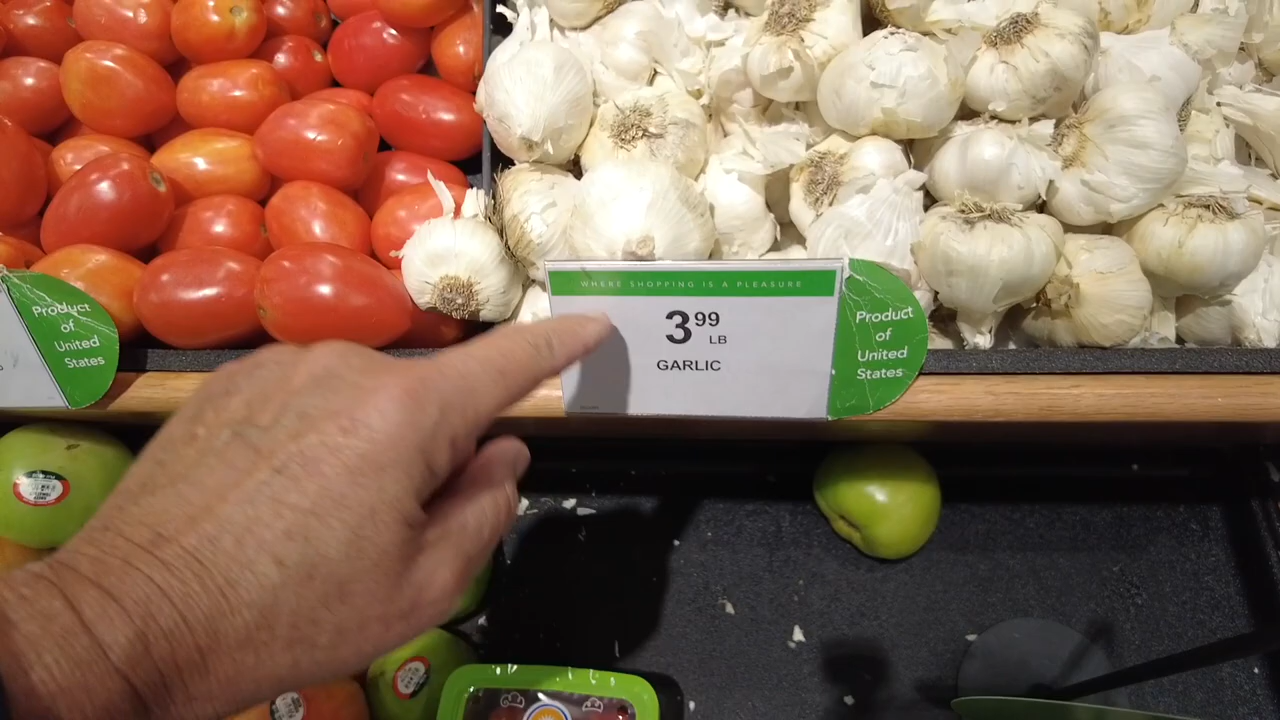 WHERE SHOPPING IS A PLEASURE
3 99
LB
GARLIC
Product
of
United
States
Product
of
United
States